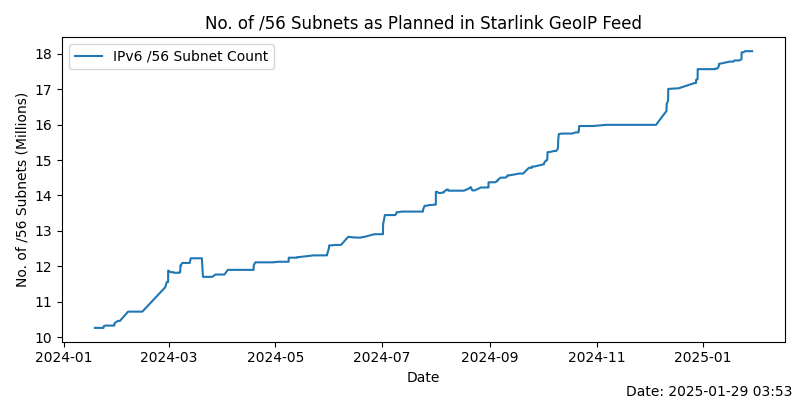 No. of /56 Subnets as Planned in Starlink GeoIP Feed
IPv6 /56 Subnet Count
No. of /56 Subnets (Millions)
18
17
16
15
14
13
12
11
10
2024-01 2024-03 2024-05 2024-07 2024-09 2024-11 2025-01
Date
Date: 2025-01-29 03:53